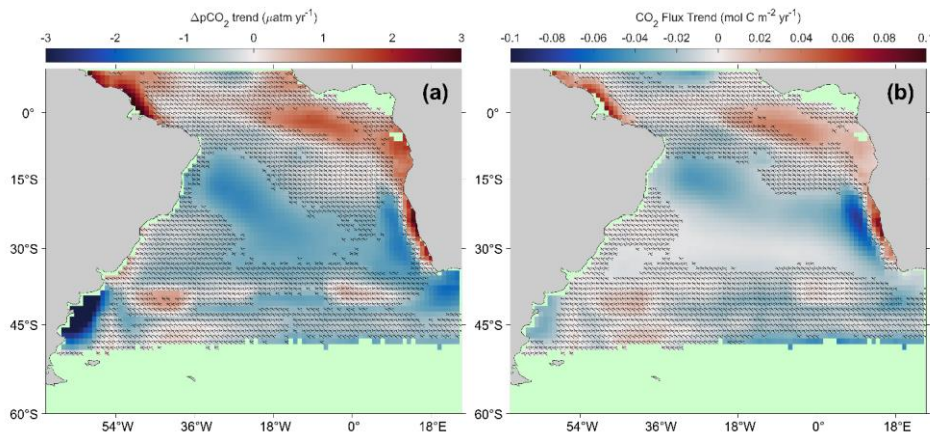 ΔpCO₂ trend (μatm yr⁻¹)
-3 -2 -1 0 1 2 3
(a)
0°
15°S
30°S
45°S
60°S
54°W 36°W 18°W 0° 18°E
CO₂ Flux Trend (mol C m⁻² yr⁻¹)
-0.1 -0.08 -0.06 -0.04 -0.02 0 0.02 0.04 0.06 0.08 0.1
(b)
0°
15°S
30°S
45°S
60°S
54°W 36°W 18°W 0° 18°E